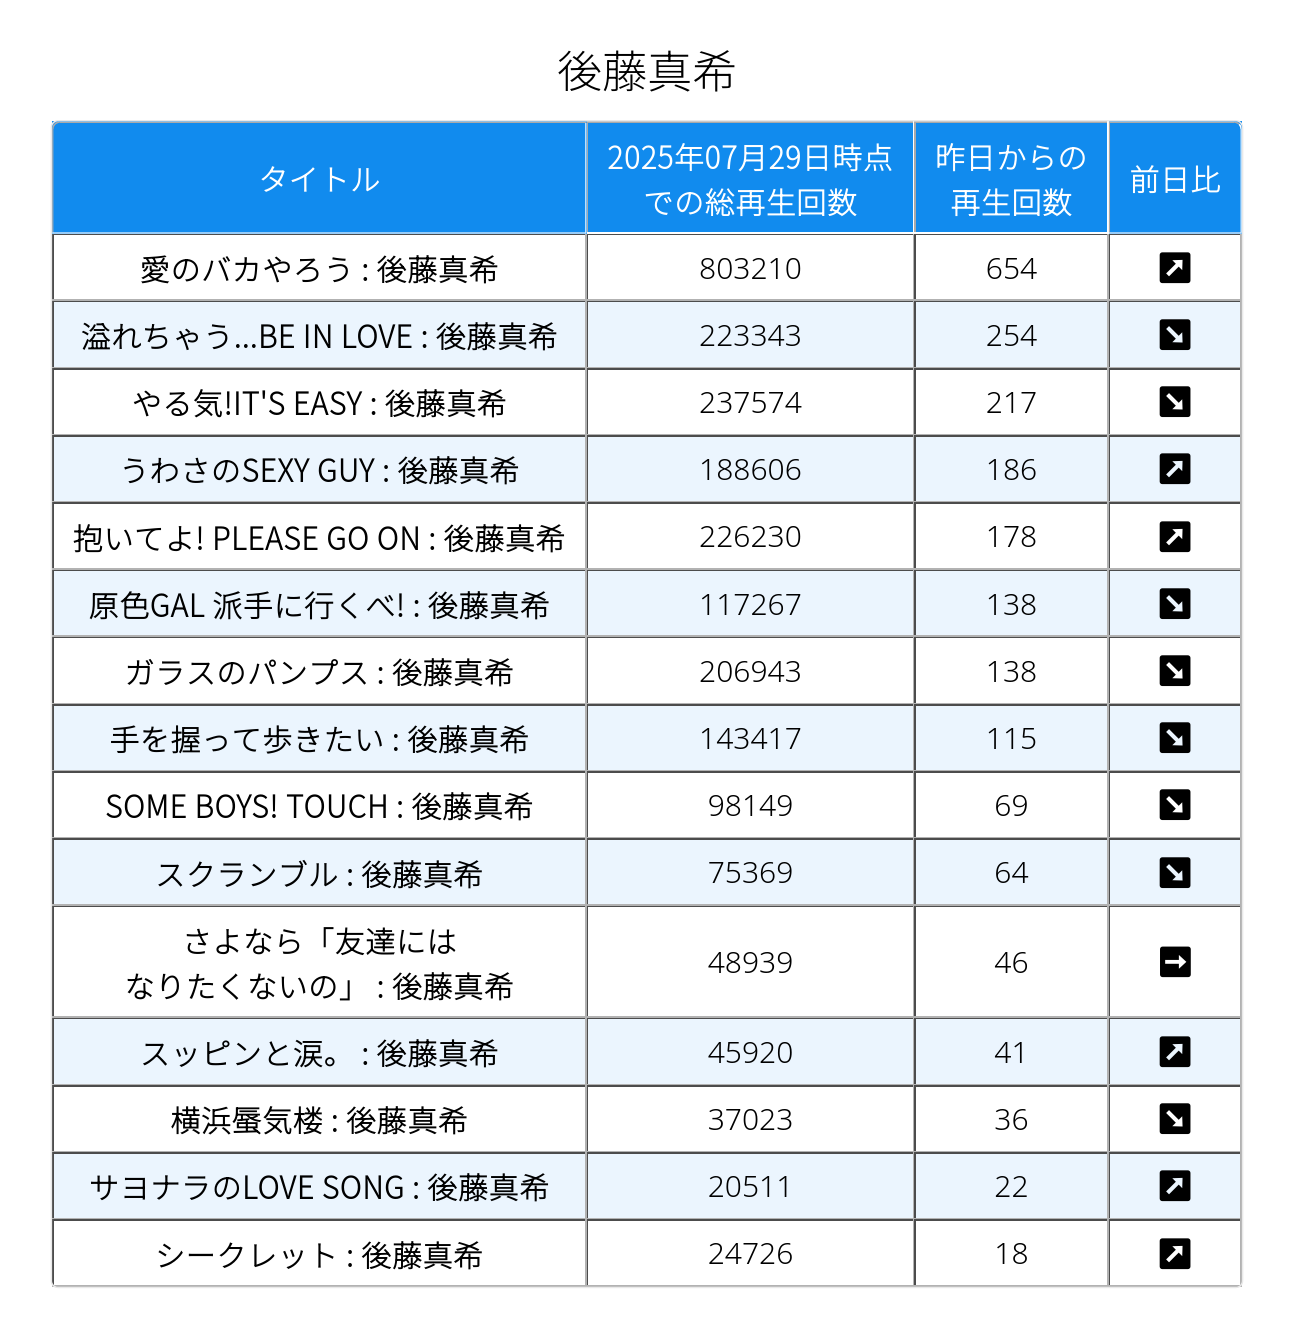 後藤真希
タイトル
2025年07月29日時点
での総再生回数
昨日からの
再生回数
前日比
愛のバカやろう : 後藤真希 803210 654
溢れちゃう...BE IN LOVE : 後藤真希 223343 254
やる気!IT'S EASY : 後藤真希 237574 217
うわさのSEXY GUY : 後藤真希 188606 186
抱いてよ! PLEASE GO ON : 後藤真希 226230 178
原色GAL 派手に行くべ! : 後藤真希 117267 138
ガラスのパンプス : 後藤真希 206943 138
手を握って歩きたい : 後藤真希 143417 115
SOME BOYS! TOUCH : 後藤真希 98149 69
スクランブル : 後藤真希 75369 64
さよなら「友達には
なりたくないの」 : 後藤真希 48939 46
スッピンと涙。 : 後藤真希 45920 41
横浜蜃気楼 : 後藤真希 37023 36
サヨナラのLOVE SONG : 後藤真希 20511 22
シークレット : 後藤真希 24726 18